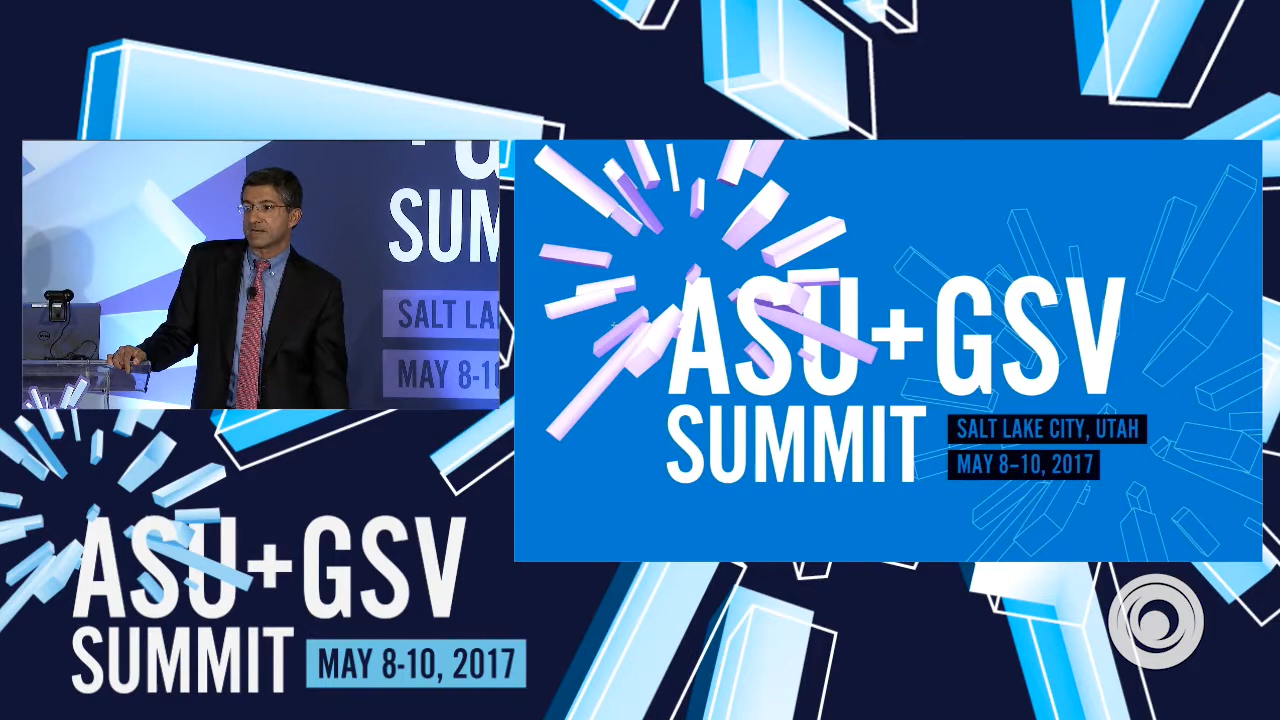 SUM
SALT LA
MAY 8-10
ASU+GSV
SUMMIT
SALT LAKE CITY, UTAH
MAY 8-10, 2017
ASU+GSV
SUMMIT
MAY 8-10, 2017